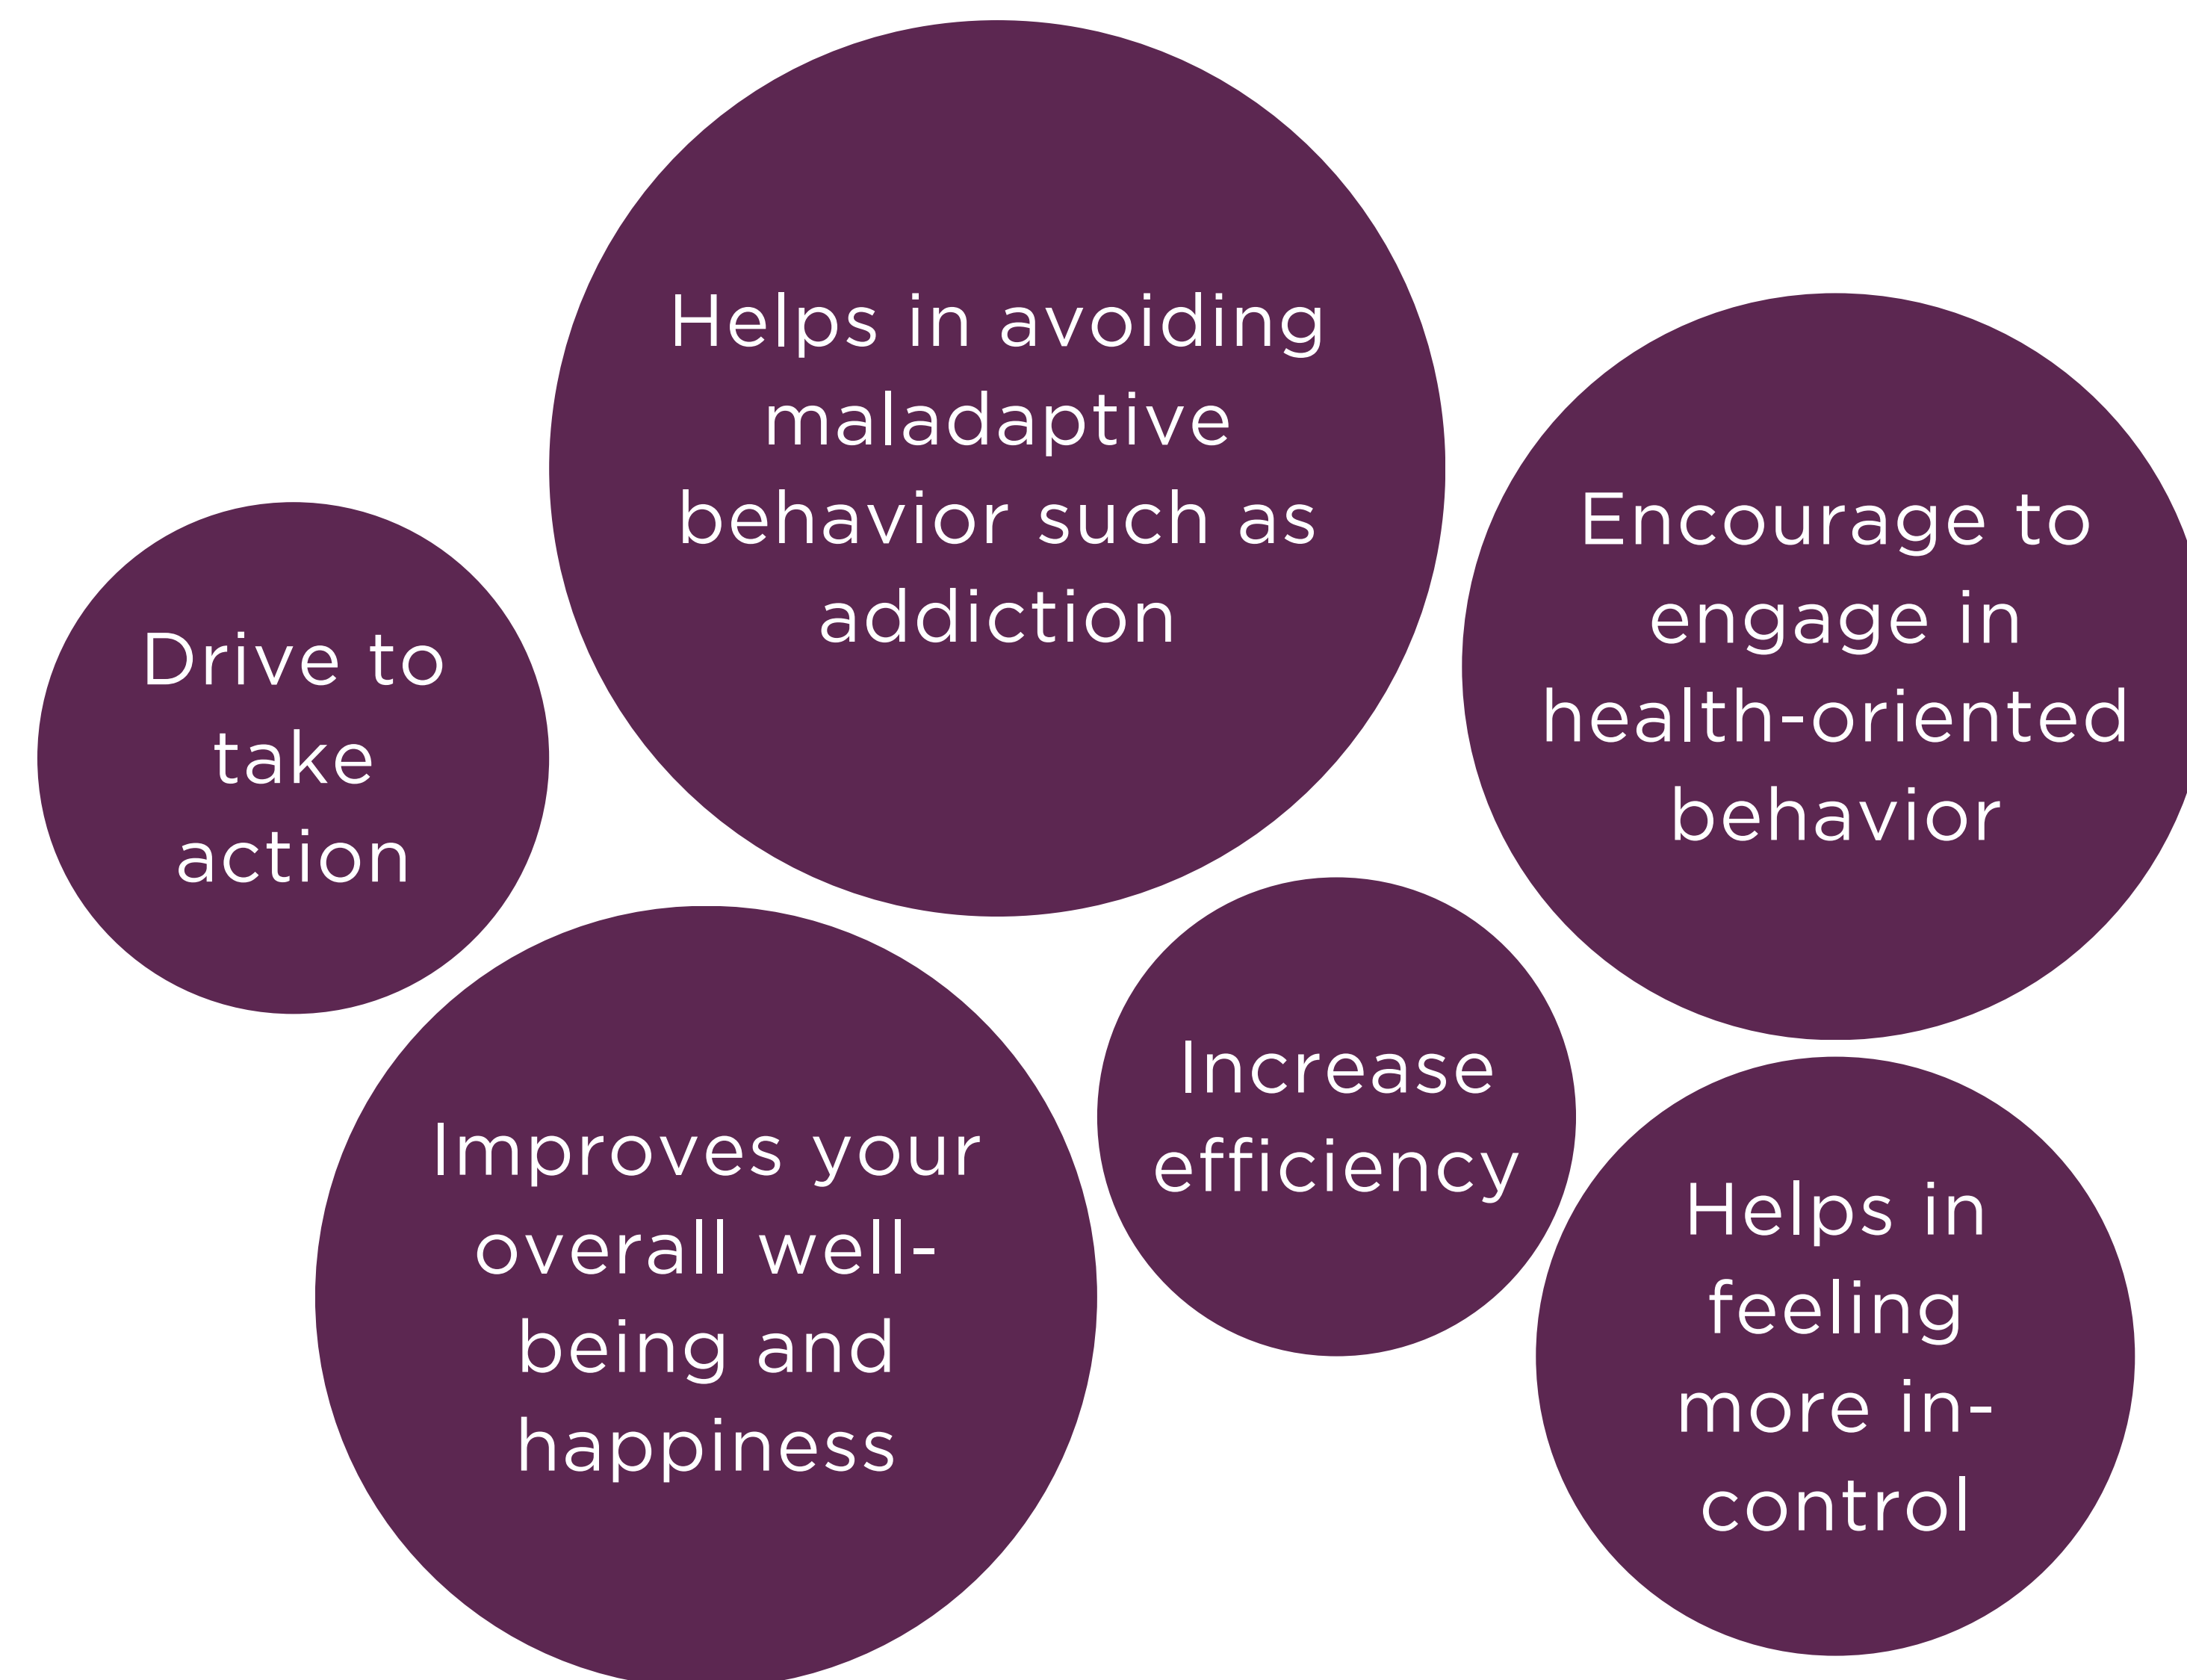 Helps in avoiding
maladaptive
behavior such as
addiction
Encourage to
engage in
health-oriented
behavior
Drive to
take
action
Improves your
overall well-
being and
happiness
Increase
efficiency
Helps in
feeling
more in-
control